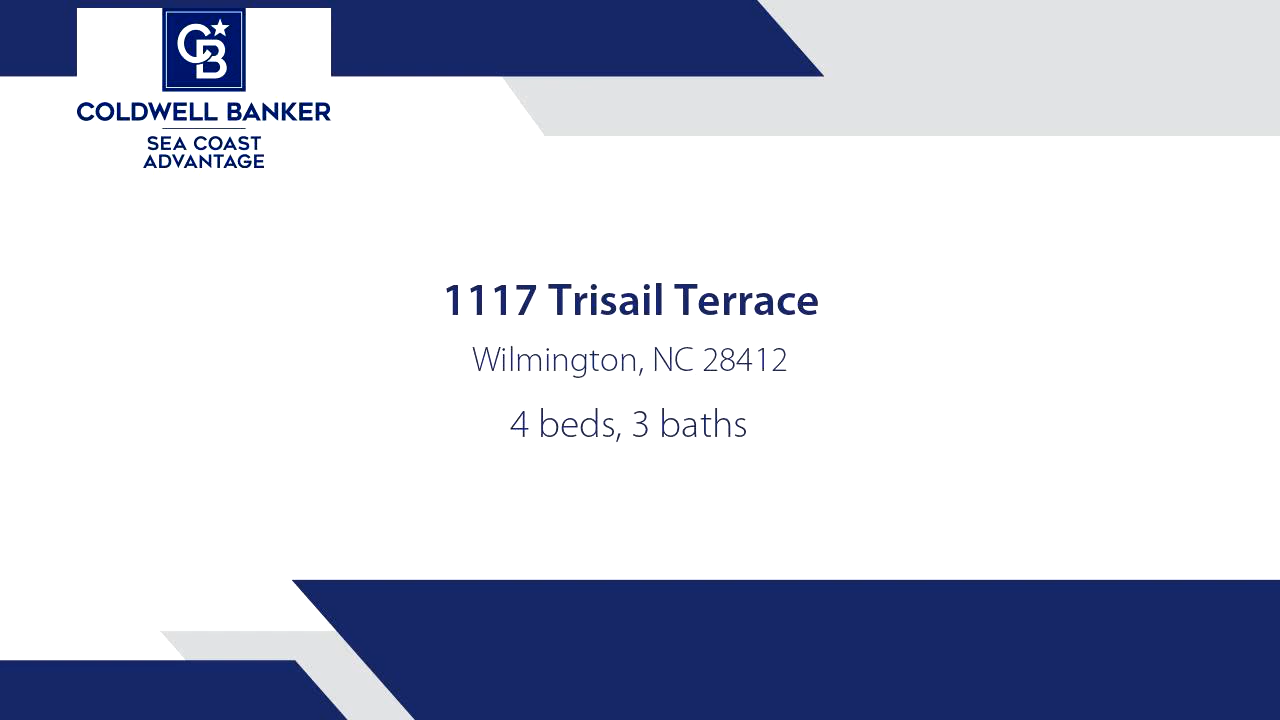 CB
COLDWELL BANKER
SEA COAST
ADVANTAGE
1117 Trisail Terrace
Wilmington, NC 28412
4 beds, 3 baths